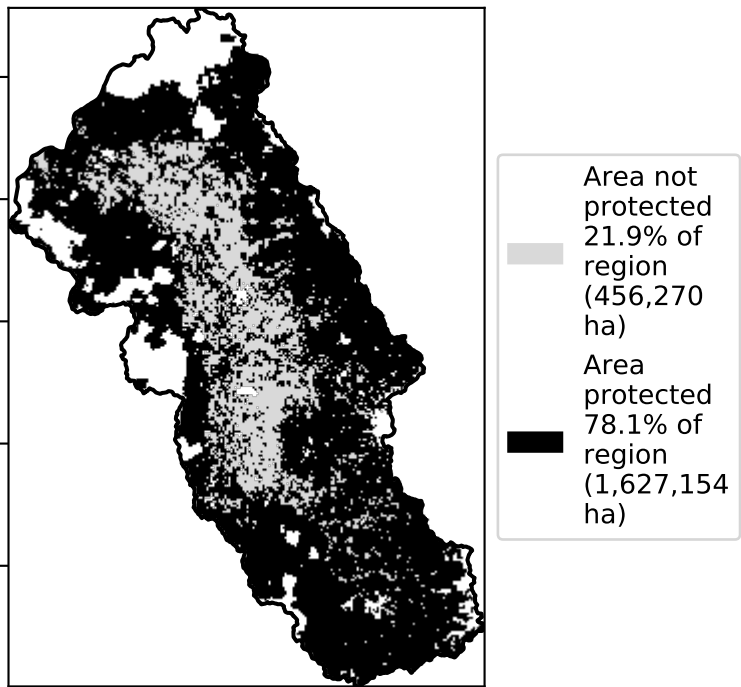 Area not
protected
21.9% of
region
(456,270
ha)
Area
protected
78.1% of
region
(1,627,154
ha)